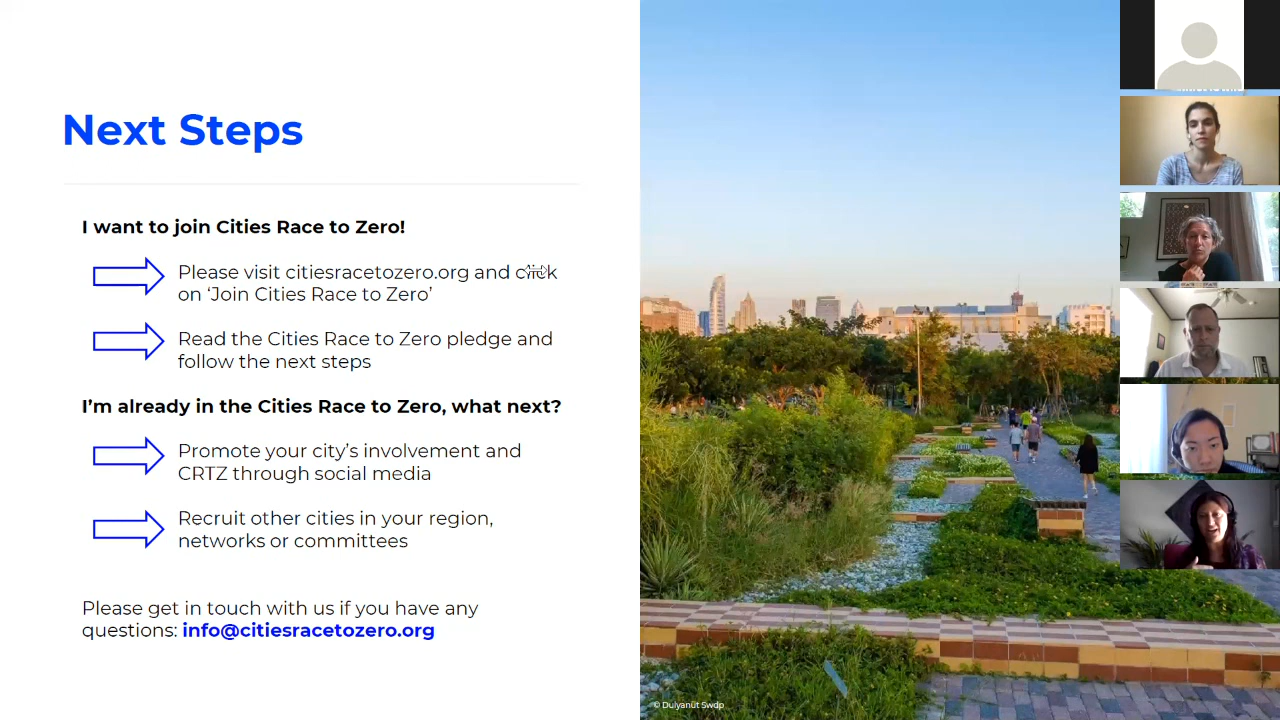 Next Steps
I want to join Cities Race to Zero!
Please visit citiesracetozero.org and click
on ‘Join Cities Race to Zero’
Read the Cities Race to Zero pledge and
follow the next steps
I’m already in the Cities Race to Zero, what next?
Promote your city’s involvement and
CRTZ through social media
Recruit other cities in your region,
networks or committees
Please get in touch with us if you have any
questions: info@citiesracetozero.org
© Dulyanut Swdp